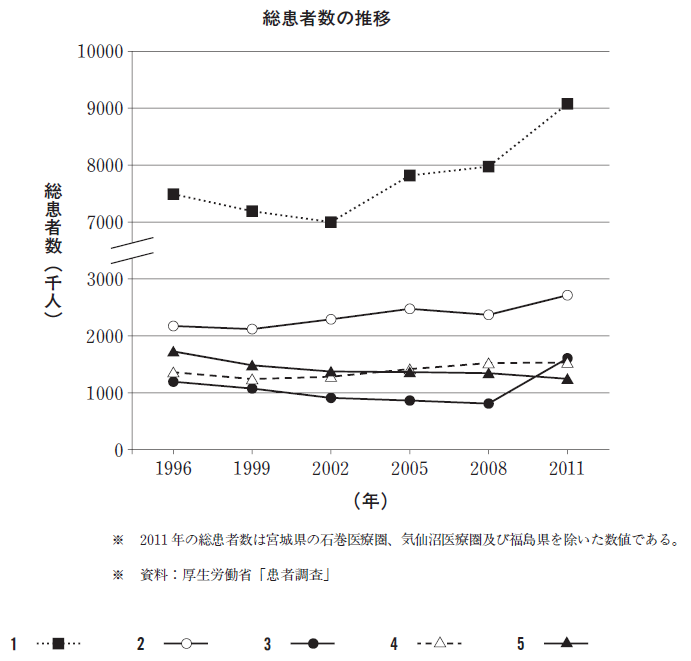 総患者数の推移
10000
9000
8000
7000
3000
2000
1000
0
総患者数（千人）
1996 1999 2002 2005 2008 2011
（年）
※ 2011年の総患者数は宮城県の石巻医療圏、気仙沼医療圏及び福島県を除いた数値である。
※ 資料：厚生労働省「患者調査」
1 2 3 4 5